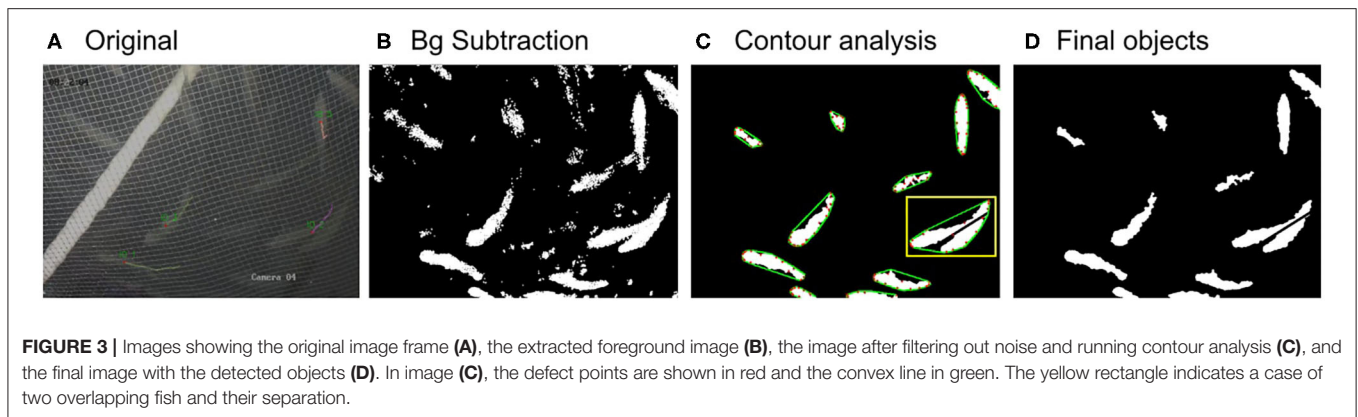 A Original
B Bg Subtraction
C Contour analysis
D Final objects
Camera 04
FIGURE 3 | Images showing the original image frame (A), the extracted foreground image (B), the image after filtering out noise and running contour analysis (C), and
the final image with the detected objects (D). In image (C), the defect points are shown in red and the convex line in green. The yellow rectangle indicates a case of
two overlapping fish and their separation.